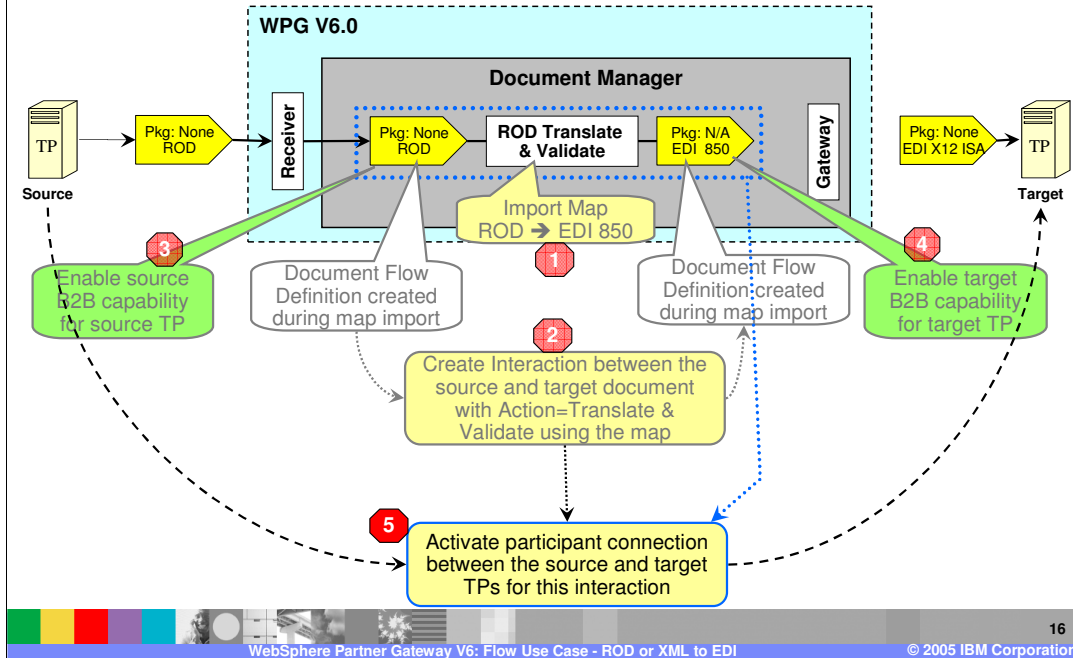 WPG V6.0
Document Manager
TP
Source
Pkg: None
ROD
Receiver
Pkg: None
ROD
ROD Translate
& Validate
Pkg: N/A
EDI 850
Gateway
Pkg: None
EDI X12 ISA
TP
Target
Import Map
ROD ➔ EDI 850
1
3
Enable source
B2B capability
for source TP
Document Flow
Definition created
during map import
Document Flow
Definition created
during map import
4
Enable target
B2B capability
for target TP
2
Create Interaction between the
source and target document
with Action=Translate &
Validate using the map
5
Activate participant connection
between the source and target
TPs for this interaction
16
WebSphere Partner Gateway V6: Flow Use Case - ROD or XML to EDI
© 2005 IBM Corporation